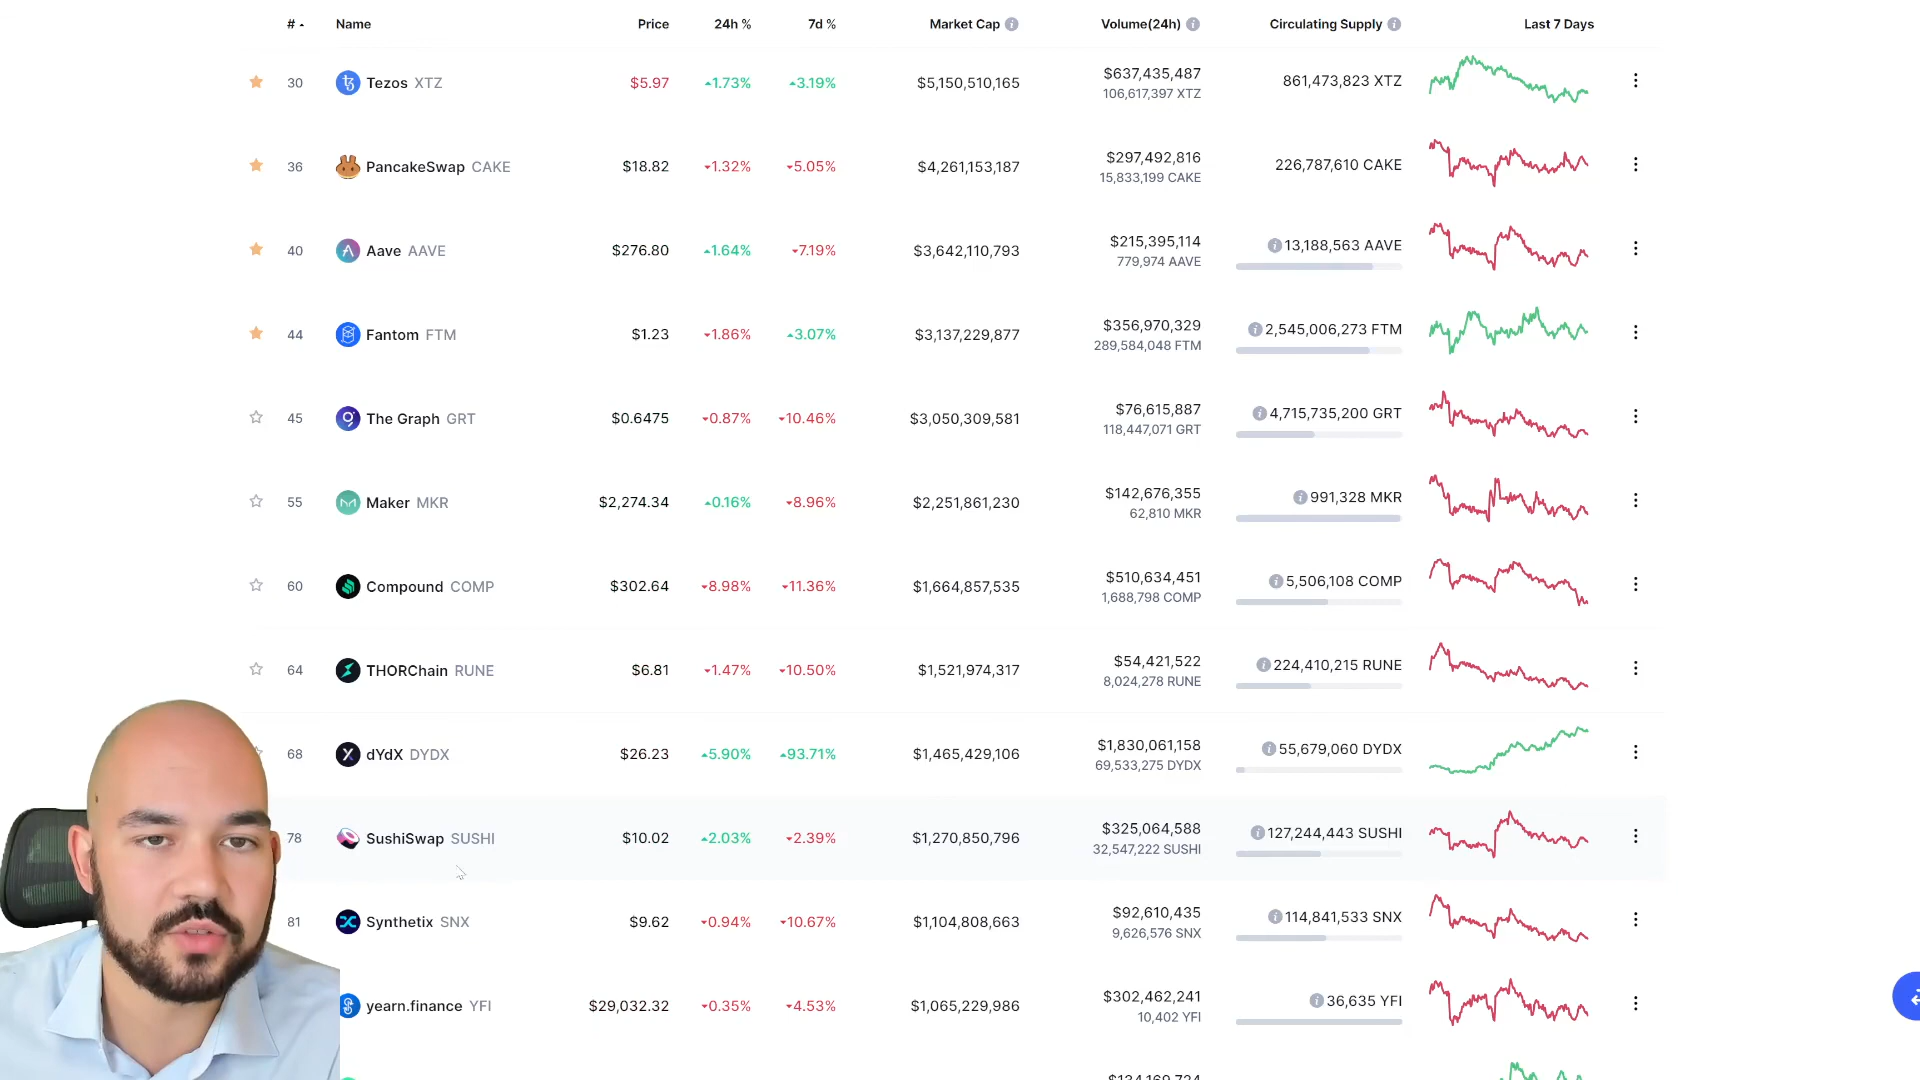 # Name Price 24h % 7d % Market Cap Volume(24h) Circulating Supply Last 7 Days
30 Tezos XTZ $5.97 1.73% 3.19% $5,150,510,165 $637,435,487 861,473,823 XTZ
106,617,397 XTZ
36 PancakeSwap CAKE $18.82 1.32% 5.05% $4,261,153,187 $297,492,816 226,787,610 CAKE
15,833,199 CAKE
40 Aave AAVE $276.80 1.64% 7.19% $3,642,110,793 $215,395,114 13,188,563 AAVE
779,974 AAVE
44 Fantom FTM $1.23 1.86% 3.07% $3,137,229,877 $356,970,329 2,545,006,273 FTM
289,584,048 FTM
45 The Graph GRT $0.6475 0.87% 10.46% $3,050,309,581 $76,615,887 4,715,735,200 GRT
118,447,071 GRT
55 Maker MKR $2,274.34 0.16% 8.96% $2,251,861,230 $142,676,355 991,328 MKR
62,810 MKR
60 Compound COMP $302.64 8.98% 11.36% $1,664,857,535 $510,634,451 5,506,108 COMP
1,688,798 COMP
64 THORChain RUNE $6.81 1.47% 10.50% $1,521,974,317 $54,421,522 224,410,215 RUNE
8,024,278 RUNE
68 dYdX DYDX $26.23 5.90% 93.71% $1,465,429,106 $1,830,061,158 55,679,060 DYDX
69,533,275 DYDX
78 SushiSwap SUSHI $10.02 2.03% 2.39% $1,270,850,796 $325,064,588 127,244,443 SUSHI
32,547,222 SUSHI
81 Synthetix SNX $9.62 0.94% 10.67% $1,104,808,663 $92,610,435 114,841,533 SNX
9,626,576 SNX
yearn.finance YFI $29,032.32 0.35% 4.53% $1,065,229,986 $302,462,241 36,635 YFI
10,402 YFI